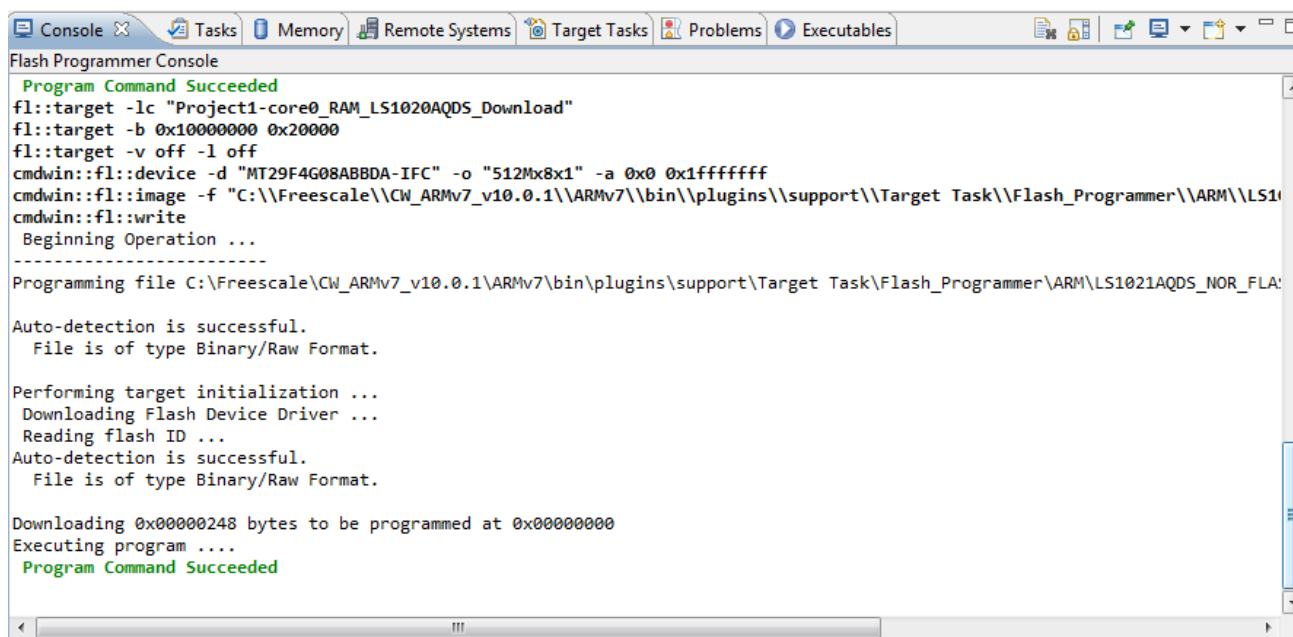 Console Tasks Memory Remote Systems Target Tasks Problems Executables
Flash Programmer Console
Program Command Succeeded
fl::target -lc "Project1-core0_RAM_LS1020AQDS_Download"
fl::target -b 0x10000000 0x20000
fl::target -v off -l off
cmdwin::fl::device -d "MT29F4G08ABBDA-IFC" -o "512Mx8x1" -a 0x0 0x1fffffff
cmdwin::fl::image -f "C:\\Freescale\\CW_ARMv7_v10.0.1\\ARMv7\\bin\\plugins\\support\\Target Task\\Flash_Programmer\\ARM\\LS1
cmdwin::fl::write
Beginning Operation ...
-------------------------
Programming file C:\Freescale\CW_ARMv7_v10.0.1\ARMv7\bin\plugins\support\Target Task\Flash_Programmer\ARM\LS1021AQDS_NOR_FLA
Auto-detection is successful.
File is of type Binary/Raw Format.
Performing target initialization ...
Downloading Flash Device Driver ...
Reading flash ID ...
Auto-detection is successful.
File is of type Binary/Raw Format.
Downloading 0x00000248 bytes to be programmed at 0x00000000
Executing program ....
Program Command Succeeded